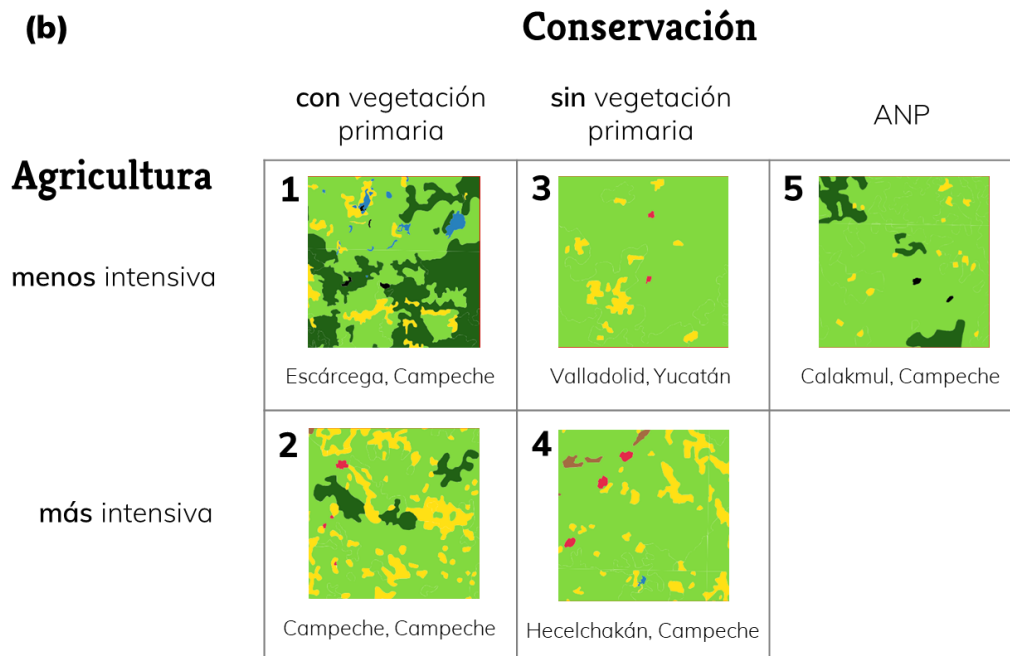 (b)
Conservación
con vegetación
primaria
sin vegetación
primaria
ANP
Agricultura
menos intensiva
1
3
5
Escárcega, Campeche
Valladolid, Yucatán
Calakmul, Campeche
más intensiva
2
4
Campeche, Campeche
Hecelchakán, Campeche